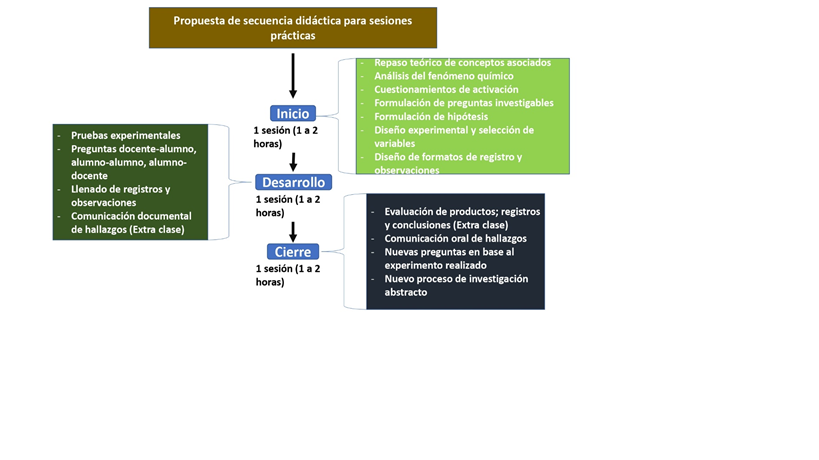 Propuesta de secuencia didáctica para sesiones
prácticas
- Repaso teórico de conceptos asociados
- Análisis del fenómeno químico
- Cuestionamientos de activación
- Formulación de preguntas investigables
- Formulación de hipótesis
- Diseño experimental y selección de
variables
- Diseño de formatos de registro y
observaciones
Inicio
1 sesión (1 a 2
horas)
- Pruebas experimentales
- Preguntas docente-alumno,
alumno-alumno, alumno-
docente
- Llenado de registros y
observaciones
- Comunicación documental
de hallazgos (Extra clase)
Desarrollo
1 sesión (1 a 2
horas)
- Evaluación de productos; registros
y conclusiones (Extra clase)
- Comunicación oral de hallazgos
- Nuevas preguntas en base al
experimento realizado
- Nuevo proceso de investigación
abstracto
Cierre
1 sesión (1 a 2
horas)